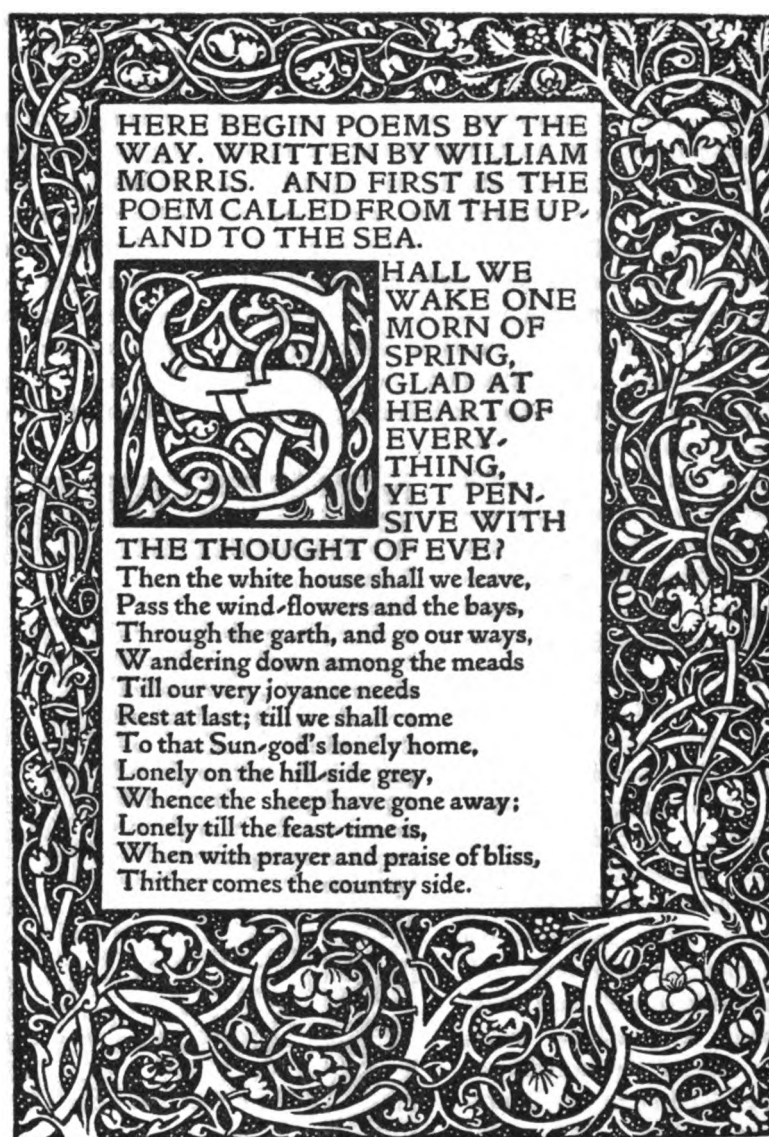 HERE BEGIN POEMS BY THE
WAY. WRITTEN BY WILLIAM
MORRIS. AND FIRST IS THE
POEM CALLED FROM THE UP-
LAND TO THE SEA.
SHALL WE
WAKE ONE
MORN OF
SPRING,
GLAD AT
HEART OF
EVERY-
THING,
YET PEN-
SIVE WITH
THE THOUGHT OF EVE?
Then the white house shall we leave,
Pass the wind-flowers and the bays,
Through the garth, and go our ways,
Wandering down among the meads
Till our very joyance needs
Rest at last; till we shall come
To that Sun-god's lonely home,
Lonely on the hill-side grey,
Whence the sheep have gone away;
Lonely till the feast-time is,
When with prayer and praise of bliss,
Thither comes the country side.